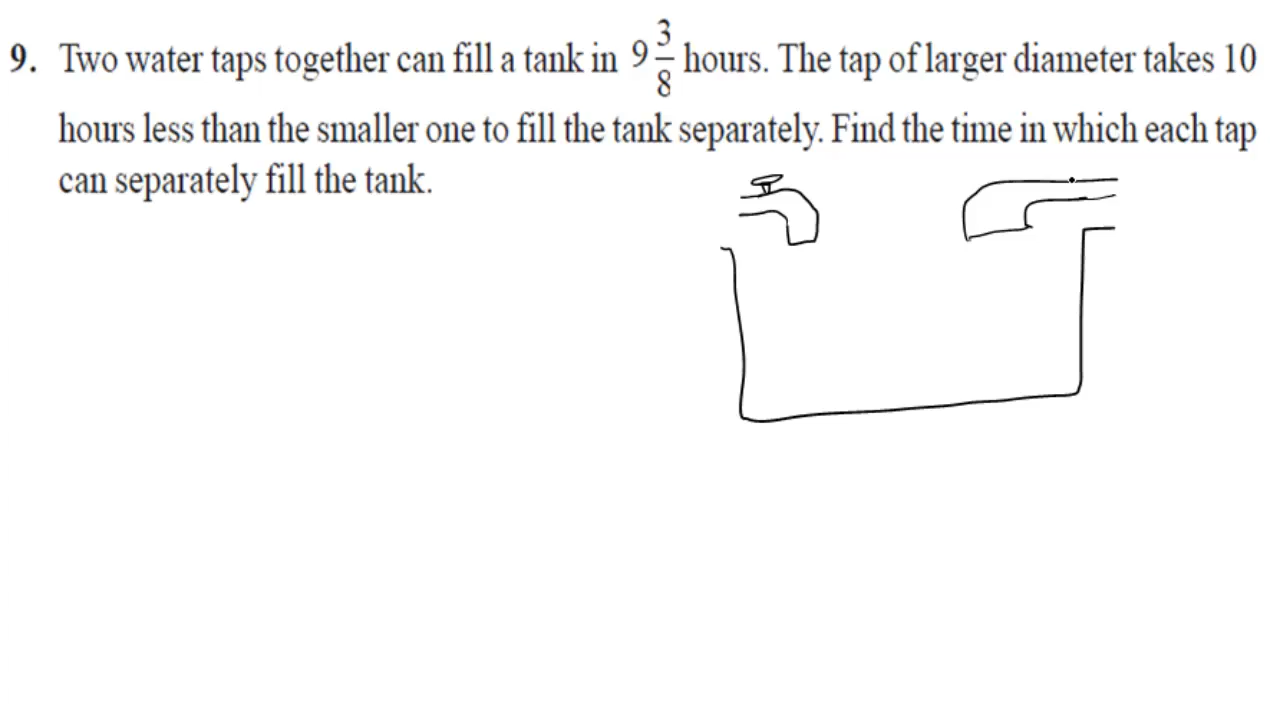 9. Two water taps together can fill a tank in 9 3/8 hours. The tap of larger diameter takes 10
hours less than the smaller one to fill the tank separately. Find the time in which each tap
can separately fill the tank.